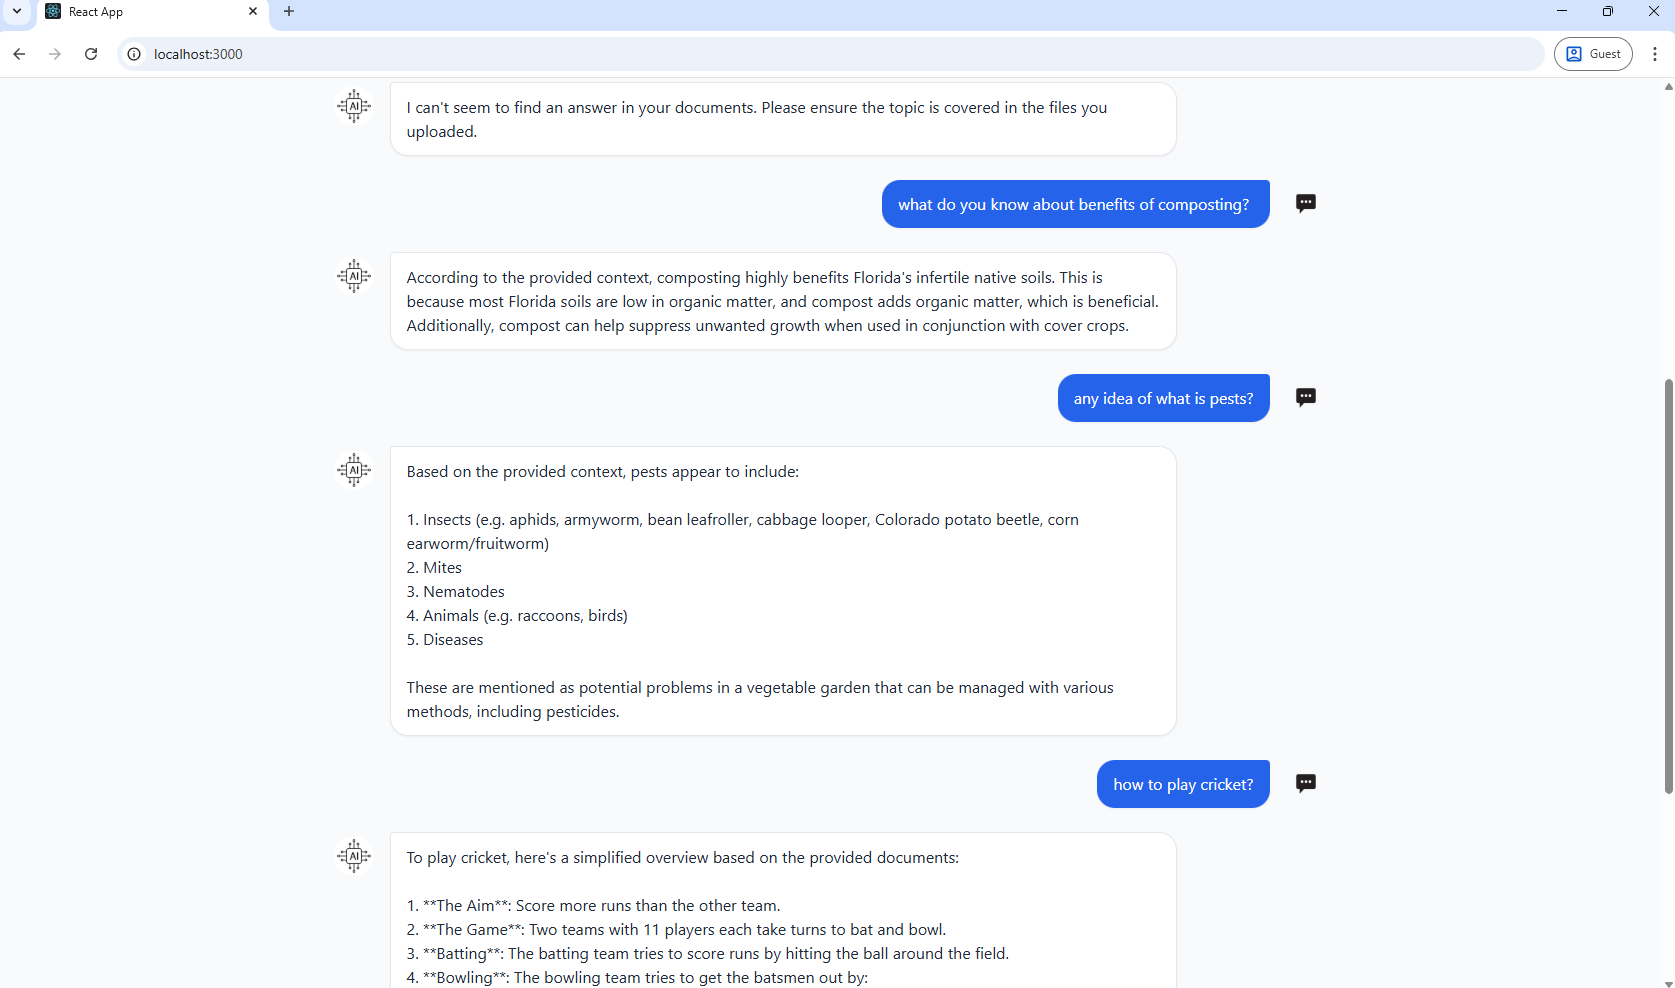 React App
localhost:3000
Guest
AI
I can't seem to find an answer in your documents. Please ensure the topic is covered in the files you
uploaded.
what do you know about benefits of composting?
AI
According to the provided context, composting highly benefits Florida's infertile native soils. This is
because most Florida soils are low in organic matter, and compost adds organic matter, which is beneficial.
Additionally, compost can help suppress unwanted growth when used in conjunction with cover crops.
any idea of what is pests?
AI
Based on the provided context, pests appear to include:
1. Insects (e.g. aphids, armyworm, bean leafroller, cabbage looper, Colorado potato beetle, corn
earworm/fruitworm)
2. Mites
3. Nematodes
4. Animals (e.g. raccoons, birds)
5. Diseases
These are mentioned as potential problems in a vegetable garden that can be managed with various
methods, including pesticides.
how to play cricket?
AI
To play cricket, here's a simplified overview based on the provided documents:
1. **The Aim**: Score more runs than the other team.
2. **The Game**: Two teams with 11 players each take turns to bat and bowl.
3. **Batting**: The batting team tries to score runs by hitting the ball around the field.
4. **Bowling**: The bowling team tries to get the batsmen out by: